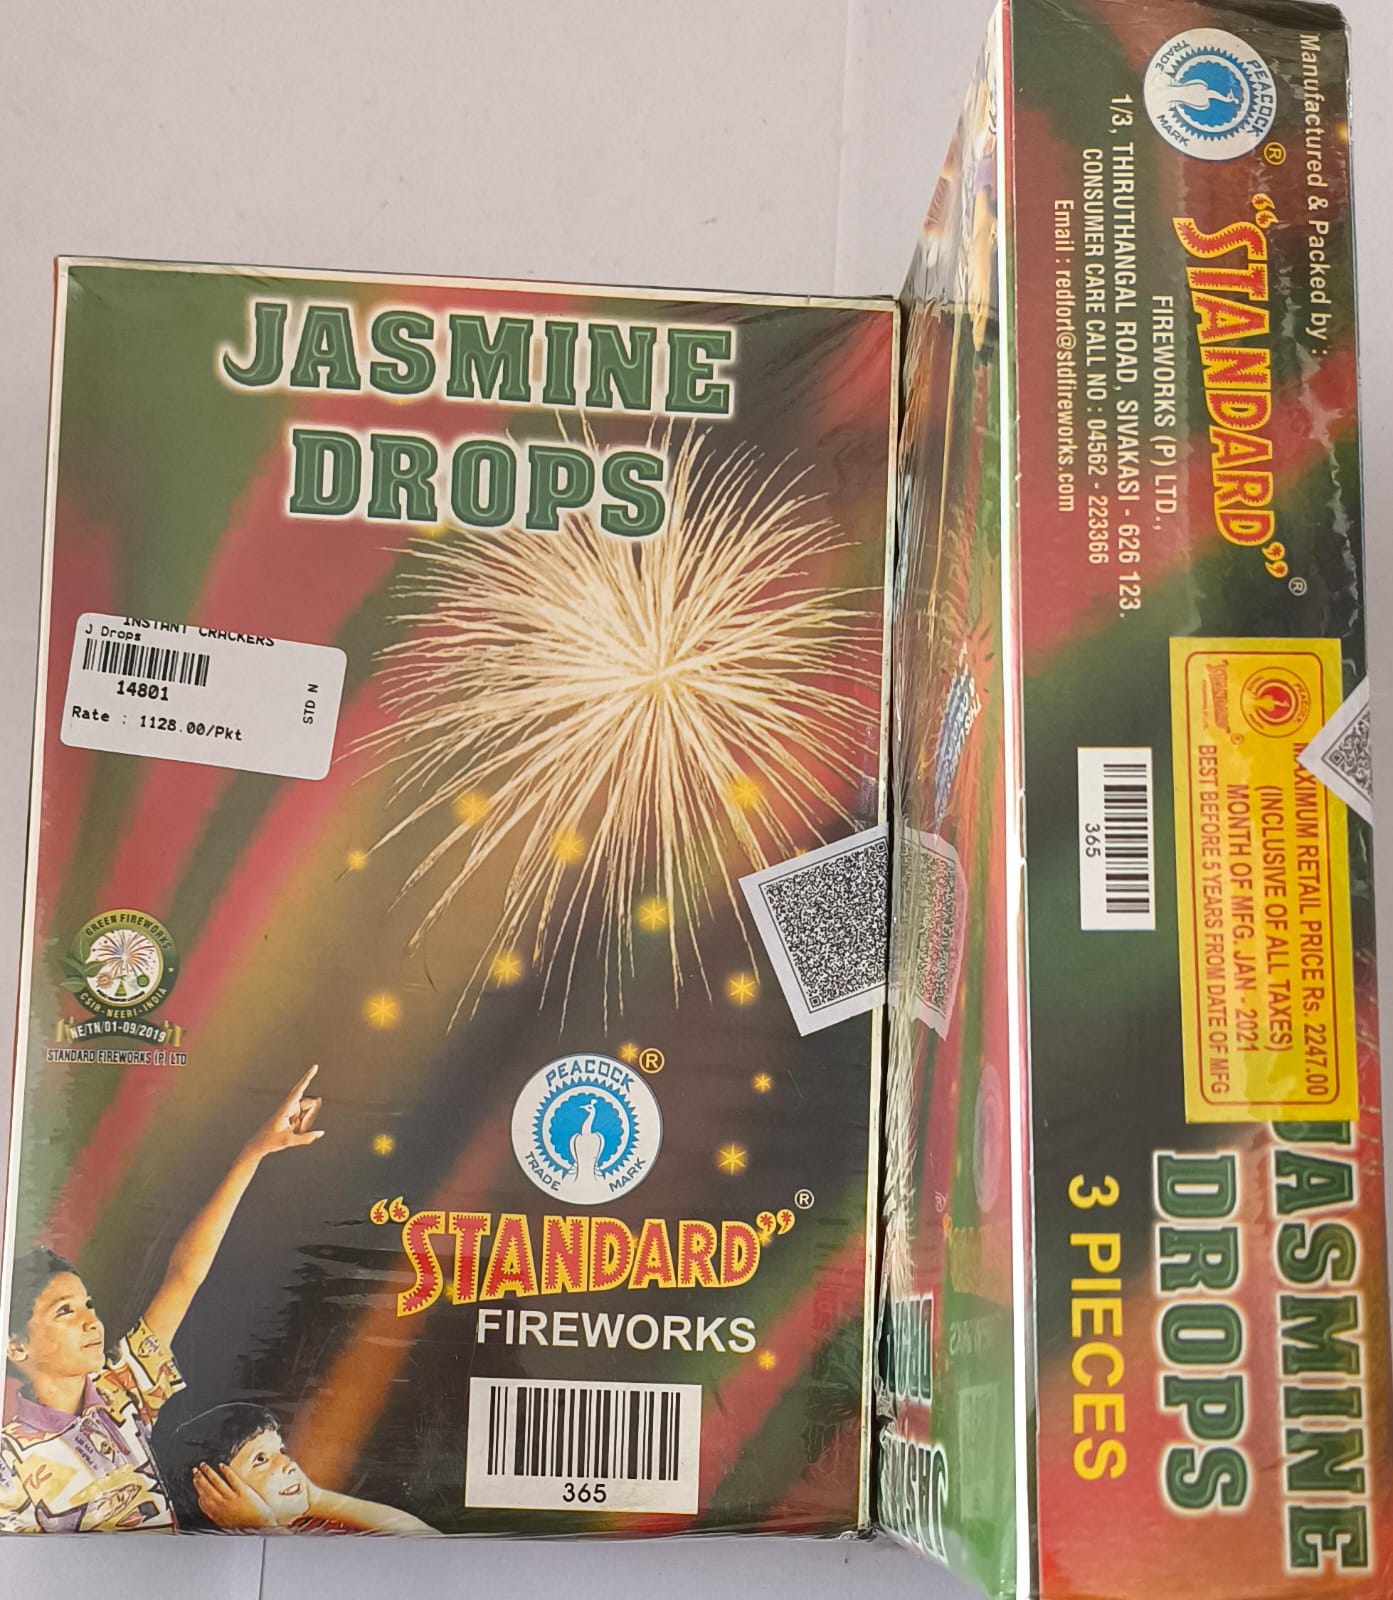 JASMINE
DROPS
INSTANT CRACKERS
J Drops
14801
Rate : 1128.00/Pkt
STD N
GREEN FIREWORKS
CSIR-NEERI-INDIA
NE/TN/01-09/2019
STANDARD FIREWORKS (P) LTD
PEACOCK
TRADE MARK
®
“STANDARD”®
FIREWORKS
365
Manufactured & Packed by :
PEACOCK
TRADE MARK
®
“STANDARD”®
FIREWORKS (P) LTD.,
1/3, THIRUTHANGAL ROAD, SIVAKASI - 626 123.
CONSUMER CARE CALL NO : 04562 - 223366
Email : redfort@stdfireworks.com
365
MAXIMUM RETAIL PRICE Rs. 2247.00
(INCLUSIVE OF ALL TAXES)
MONTH OF MFG. JAN - 2021
BEST BEFORE 5 YEARS FROM DATE OF MFG
JASMINE
DROPS
3 PIECES